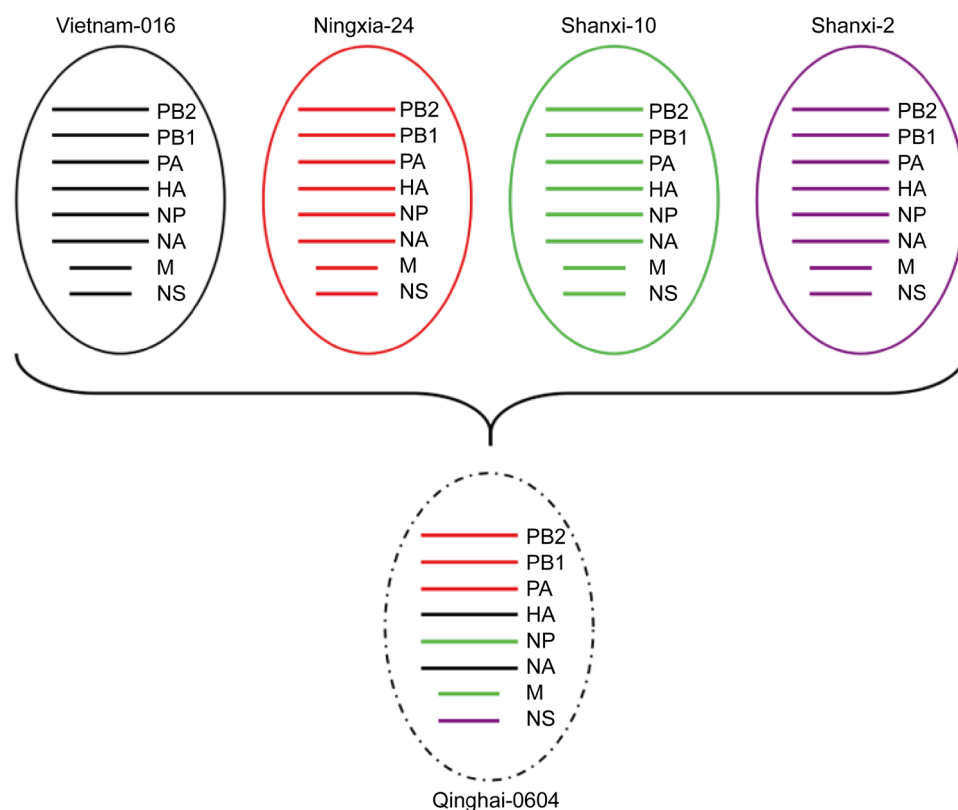 Vietnam-016 Ningxia-24 Shanxi-10 Shanxi-2
PB2 PB2 PB2 PB2
PB1 PB1 PB1 PB1
PA PA PA PA
HA HA HA HA
NP NP NP NP
NA NA NA NA
M M M M
NS NS NS NS
PB2
PB1
PA
HA
NP
NA
M
NS
Qinghai-0604